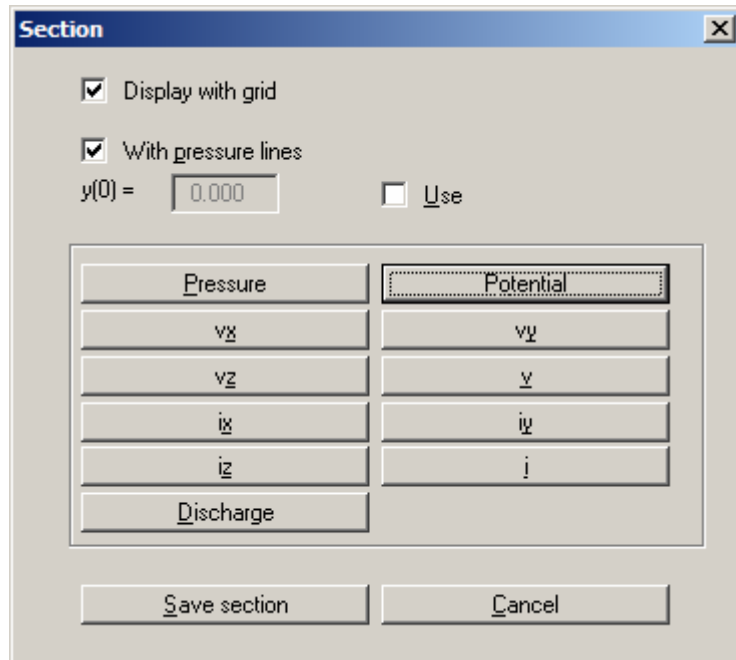 Section
Display with grid
With pressure lines
y(0) = 0.000 Use
Pressure Potential
vx vy
vz v
ix iy
iz i
Discharge
Save section Cancel